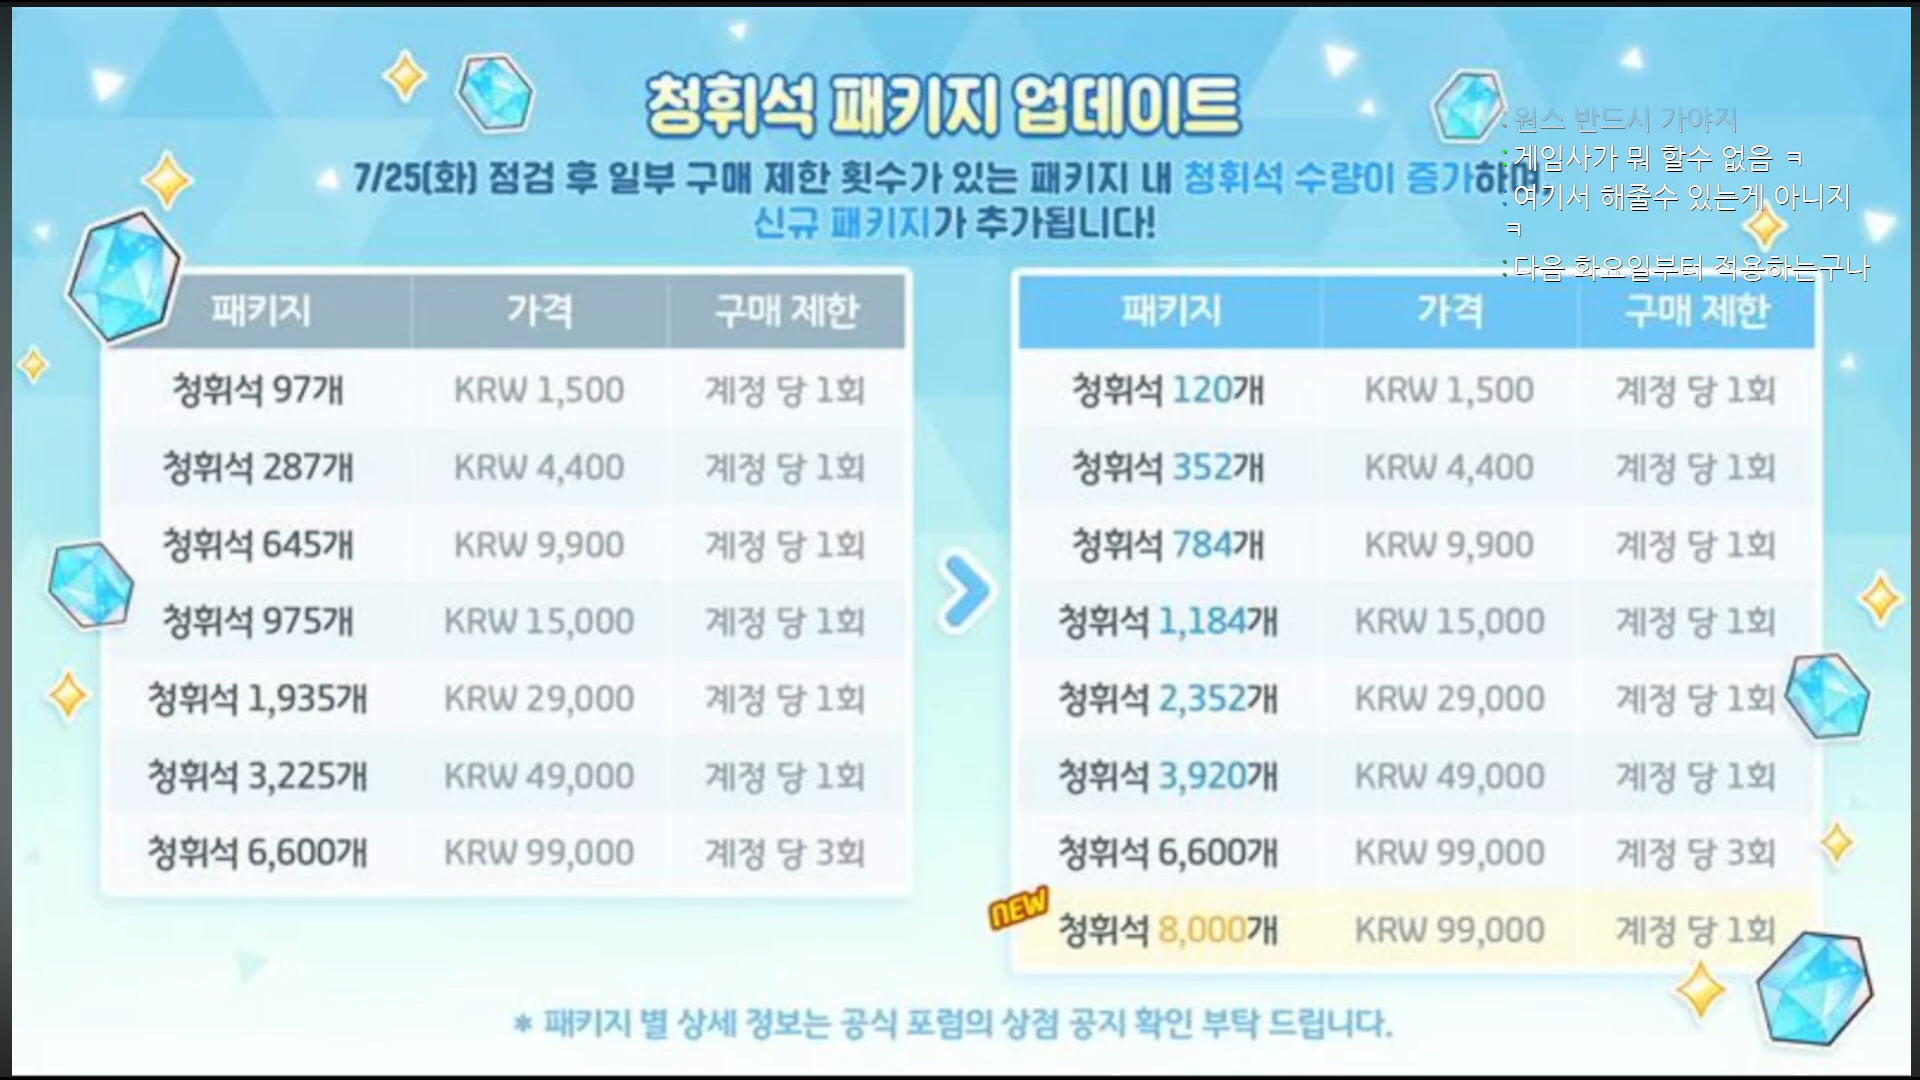 청휘석 패키지 업데이트
7/25(화) 점검 후 일부 구매 제한 횟수가 있는 패키지 내 청휘석 수량이 증가하며,
신규 패키지가 추가됩니다!
: 원스 반드시 가야지
: 게임사가 뭐 할수 없음 ㅋ
: 여기서 해줄수 있는게 아니지
ㅋ
: 다음 화요일부터 적용하는구나
패키지 가격 구매 제한
청휘석 97개 KRW 1,500 계정 당 1회
청휘석 287개 KRW 4,400 계정 당 1회
청휘석 645개 KRW 9,900 계정 당 1회
청휘석 975개 KRW 15,000 계정 당 1회
청휘석 1,935개 KRW 29,000 계정 당 1회
청휘석 3,225개 KRW 49,000 계정 당 1회
청휘석 6,600개 KRW 99,000 계정 당 3회
패키지 가격 구매 제한
청휘석 120개 KRW 1,500 계정 당 1회
청휘석 352개 KRW 4,400 계정 당 1회
청휘석 784개 KRW 9,900 계정 당 1회
청휘석 1,184개 KRW 15,000 계정 당 1회
청휘석 2,352개 KRW 29,000 계정 당 1회
청휘석 3,920개 KRW 49,000 계정 당 1회
청휘석 6,600개 KRW 99,000 계정 당 3회
NEW
청휘석 8,000개 KRW 99,000 계정 당 1회
* 패키지 별 상세 정보는 공식 포럼의 상점 공지 확인 부탁 드립니다.